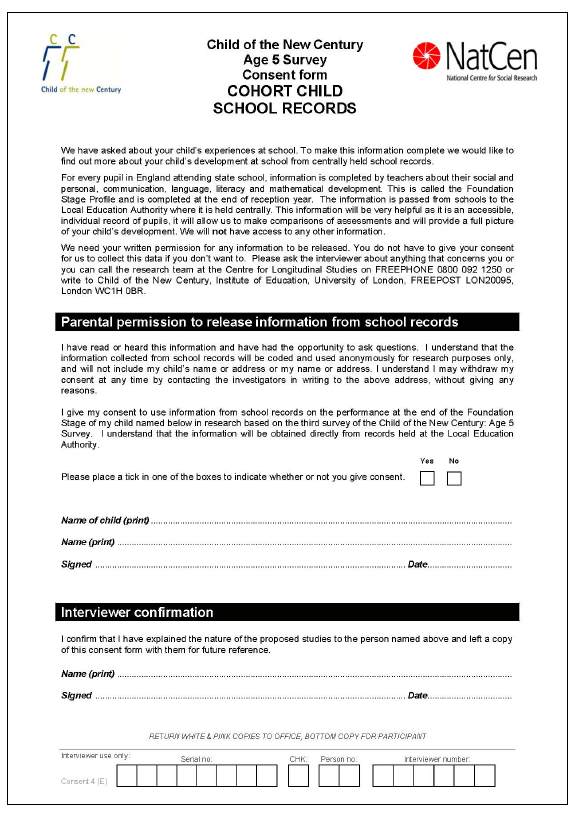 C C
Child of the new Century
Child of the New Century
Age 5 Survey
Consent form
COHORT CHILD
SCHOOL RECORDS
NatCen
National Centre for Social Research
We have asked about your child's experiences at school. To make this information complete we would like to
find out more about your child's development at school from centrally held school records.
For every pupil in England attending state school, information is completed by teachers about their social and
personal, communication, language, literacy and mathematical development. This is called the Foundation
Stage Profile and is completed at the end of reception year. The information is passed from schools to the
Local Education Authority where it is held centrally. This information will be very helpful as it is an accessible,
individual record of pupils, it will allow us to make comparisons of assessments and will provide a full picture
of your child's development. We will not have access to any other information.
We need your written permission for any information to be released. You do not have to give your consent
for us to collect this data if you don't want to. Please ask the interviewer about anything that concerns you or
you can call the research team at the Centre for Longitudinal Studies on FREEPHONE 0800 092 1250 or
write to Child of the New Century, Institute of Education, University of London, FREEPOST LON20095,
London WC1H 0BR.
Parental permission to release information from school records
I have read or heard this information and have had the opportunity to ask questions. I understand that the
information collected from school records will be coded and used anonymously for research purposes only,
and will not include my child's name or address or my name or address. I understand I may withdraw my
consent at any time by contacting the investigators in writing to the above address, without giving any
reasons.
I give my consent to use information from school records on the performance at the end of the Foundation
Stage of my child named below in research based on the third survey of the Child of the New Century: Age 5
Survey. I understand that the information will be obtained directly from records held at the Local Education
Authority.
Yes No
Please place a tick in one of the boxes to indicate whether or not you give consent.
Name of child (print)
Name (print)
Signed Date
Interviewer confirmation
I confirm that I have explained the nature of the proposed studies to the person named above and left a copy
of this consent form with them for future reference.
Name (print)
Signed Date
RETURN WHITE & PINK COPIES TO OFFICE, BOTTOM COPY FOR PARTICIPANT
Interviewer use only: Serial no: CHK: Person no: Interviewer number:
Consent 4 (E)